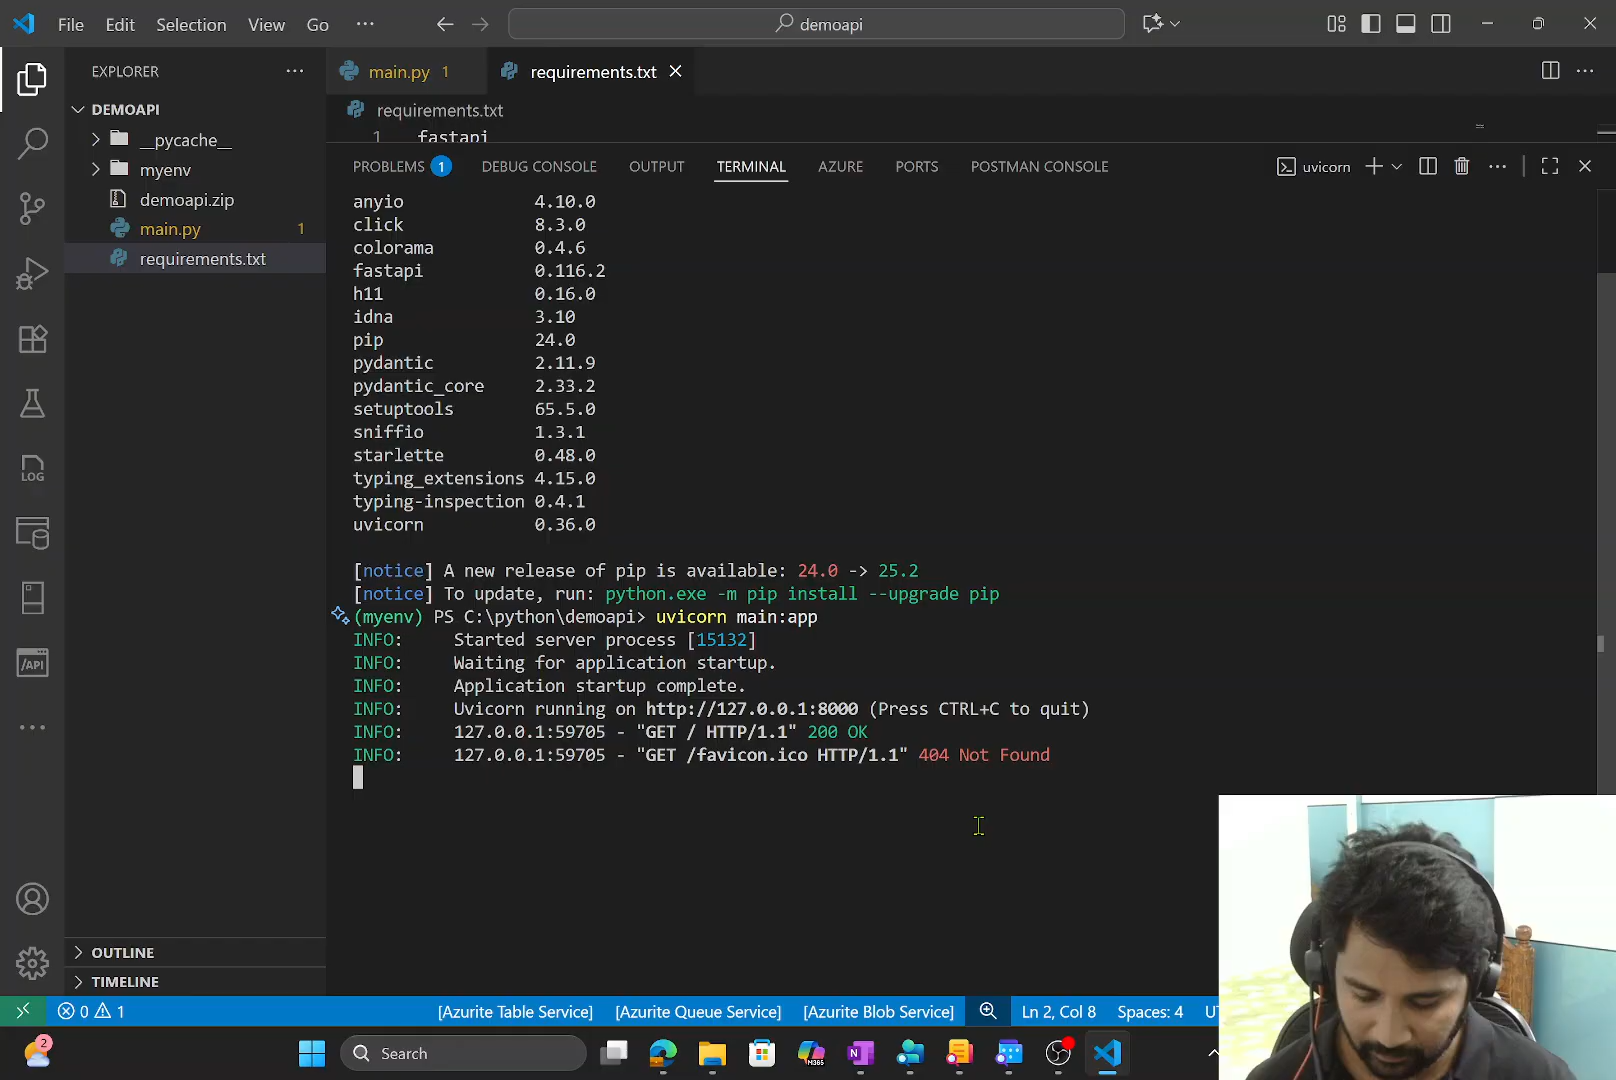 File Edit Selection View Go ··· demoapi
EXPLORER ···
main.py 1
requirements.txt
DEMOAPI
requirements.txt
__pycache__
1 fastapi
myenv
PROBLEMS 1 DEBUG CONSOLE OUTPUT TERMINAL AZURE PORTS POSTMAN CONSOLE uvicorn
demoapi.zip
main.py 1
requirements.txt
anyio 4.10.0
click 8.3.0
colorama 0.4.6
fastapi 0.116.2
h11 0.16.0
idna 3.10
pip 24.0
pydantic 2.11.9
pydantic_core 2.33.2
setuptools 65.5.0
sniffio 1.3.1
starlette 0.48.0
typing_extensions 4.15.0
typing-inspection 0.4.1
uvicorn 0.36.0
[notice] A new release of pip is available: 24.0 -> 25.2
[notice] To update, run: python.exe -m pip install --upgrade pip
(myenv) PS C:\python\demoapi> uvicorn main:app
INFO: Started server process [15132]
INFO: Waiting for application startup.
INFO: Application startup complete.
INFO: Uvicorn running on http://127.0.0.1:8000 (Press CTRL+C to quit)
INFO: 127.0.0.1:59705 - "GET / HTTP/1.1" 200 OK
INFO: 127.0.0.1:59705 - "GET /favicon.ico HTTP/1.1" 404 Not Found
LOG
/API
OUTLINE
TIMELINE
0 1 [Azurite Table Service] [Azurite Queue Service] [Azurite Blob Service] Ln 2, Col 8 Spaces: 4
2 Search M365